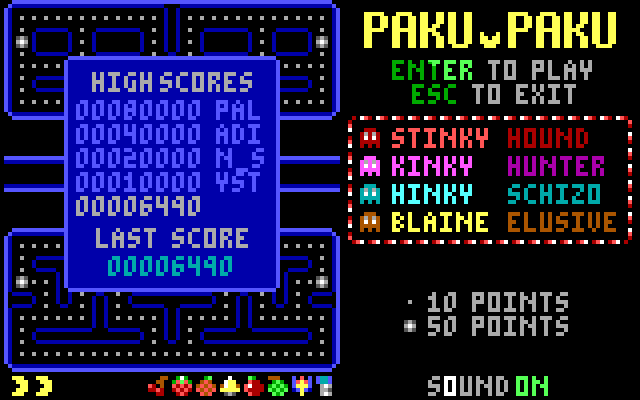 HIGH SCORES
00080000 PAL
00040000 ADI
00020000 N_S
00010000 YST
00006490
LAST SCORE
00006490
PAKU PAKU
ENTER TO PLAY
ESC TO EXIT
STINKY HOUND
KINKY HUNTER
HINKY SCHIZO
BLAINE ELUSIVE
10 POINTS
50 POINTS
SOUND ON